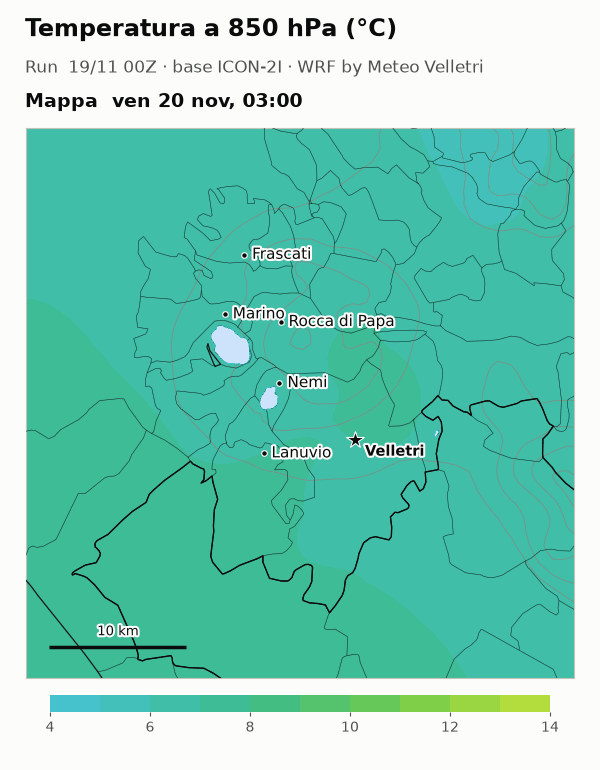 Temperatura a 850 hPa (°C)
Run  19/11 00Z · base ICON-2I · WRF by Meteo Velletri
Mappa  ven 20 nov, 03:00
Frascati
Marino
Rocca di Papa
Nemi
Velletri
Lanuvio
10 km
4 6 8 10 12 14